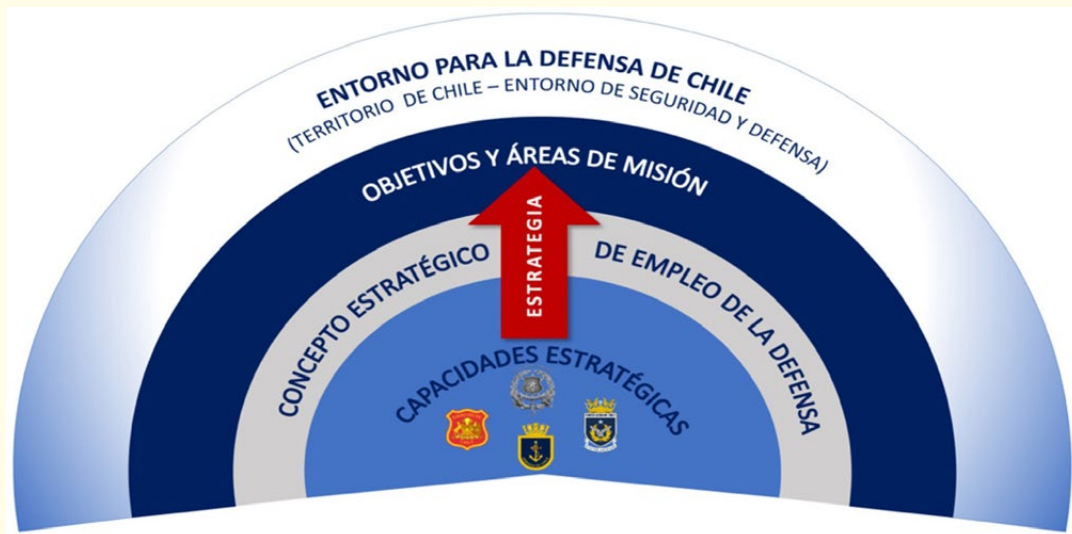 ENTORNO PARA LA DEFENSA DE CHILE
(TERRITORIO DE CHILE – ENTORNO DE SEGURIDAD Y DEFENSA)
OBJETIVOS Y ÁREAS DE MISIÓN
CONCEPTO ESTRATÉGICO DE EMPLEO DE LA DEFENSA
ESTRATEGIA
CAPACIDADES ESTRATÉGICAS